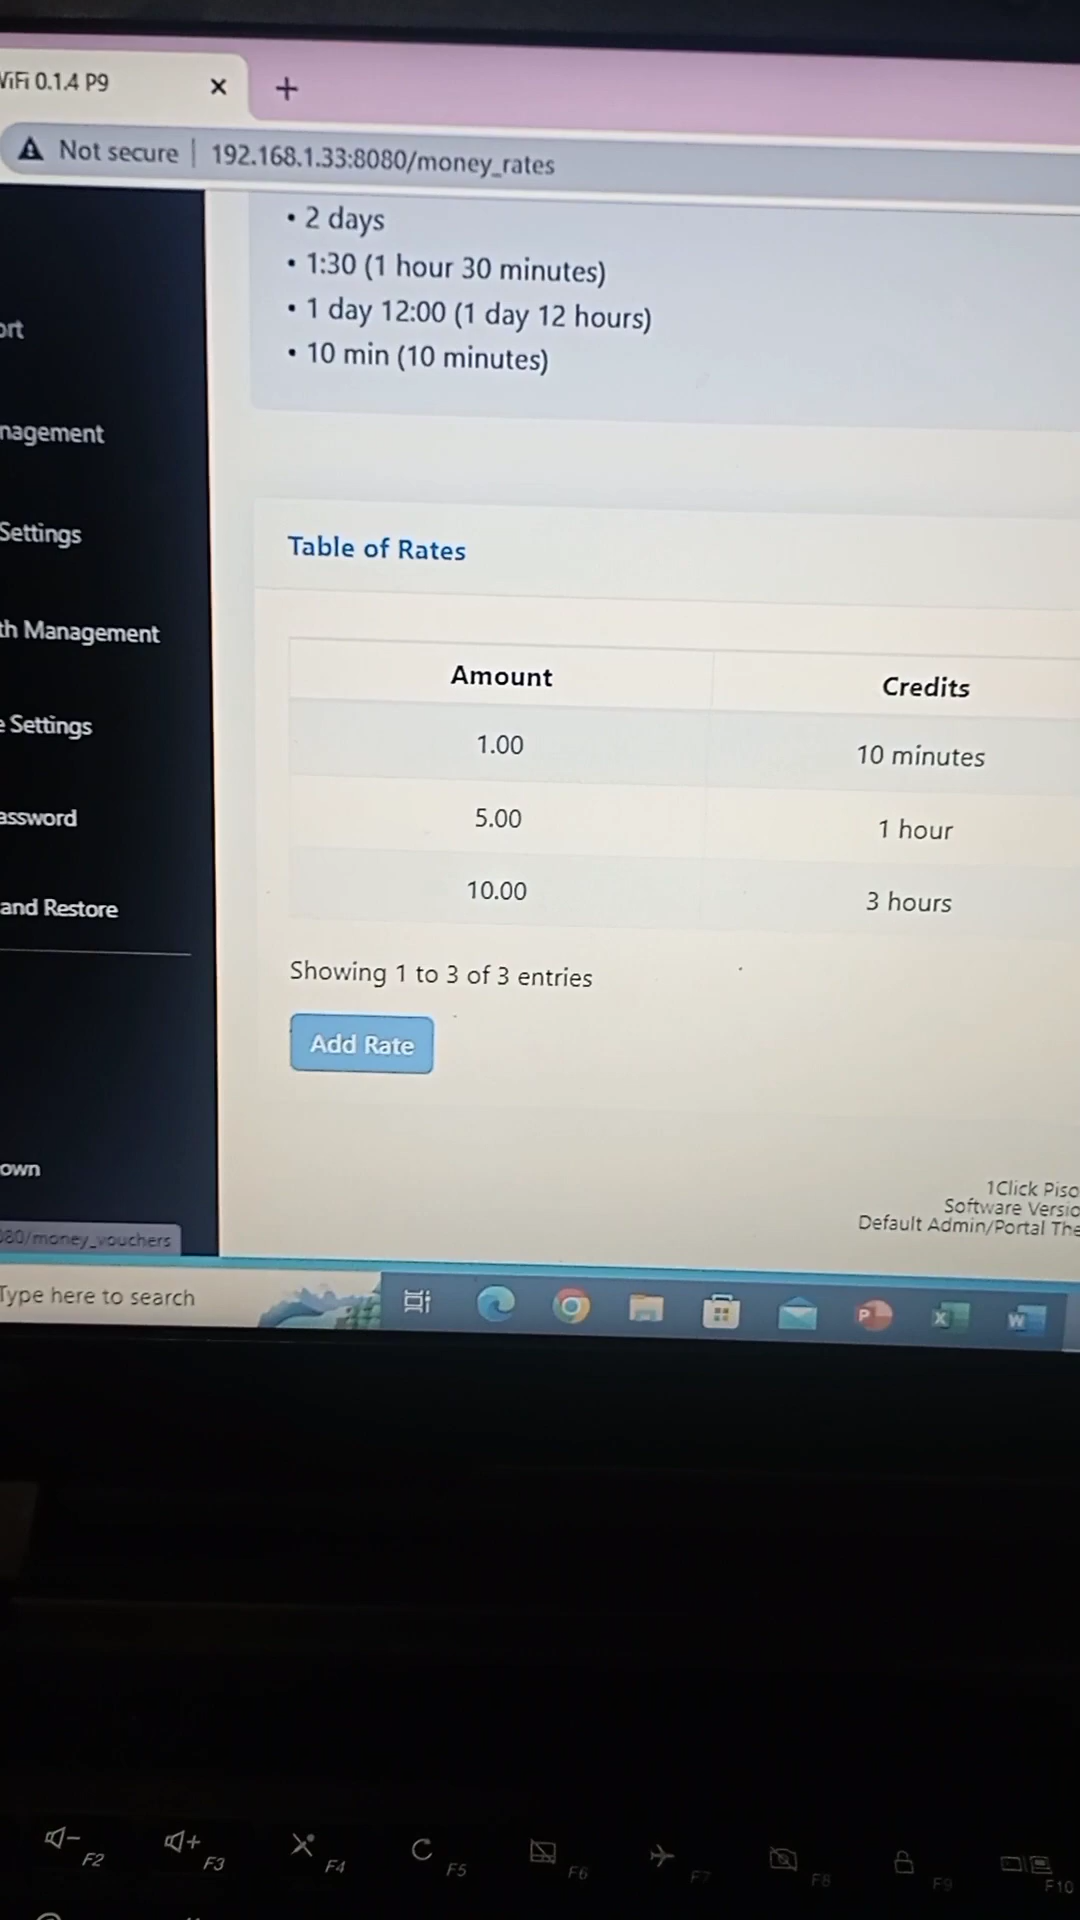 WiFi 0.1.4 P9
Not secure
192.168.1.33:8080/money_rates
• 2 days
• 1:30 (1 hour 30 minutes)
• 1 day 12:00 (1 day 12 hours)
• 10 min (10 minutes)
ort
nagement
Settings
th Management
e Settings
assword
and Restore
own
Table of Rates
Amount Credits
1.00 10 minutes
5.00 1 hour
10.00 3 hours
Showing 1 to 3 of 3 entries
Add Rate
1Click Piso
Software Versio
Default Admin/Portal The
080/money_vouchers
Type here to search
F2
F3
F4
F5
F6
F7
F8
F9
F10